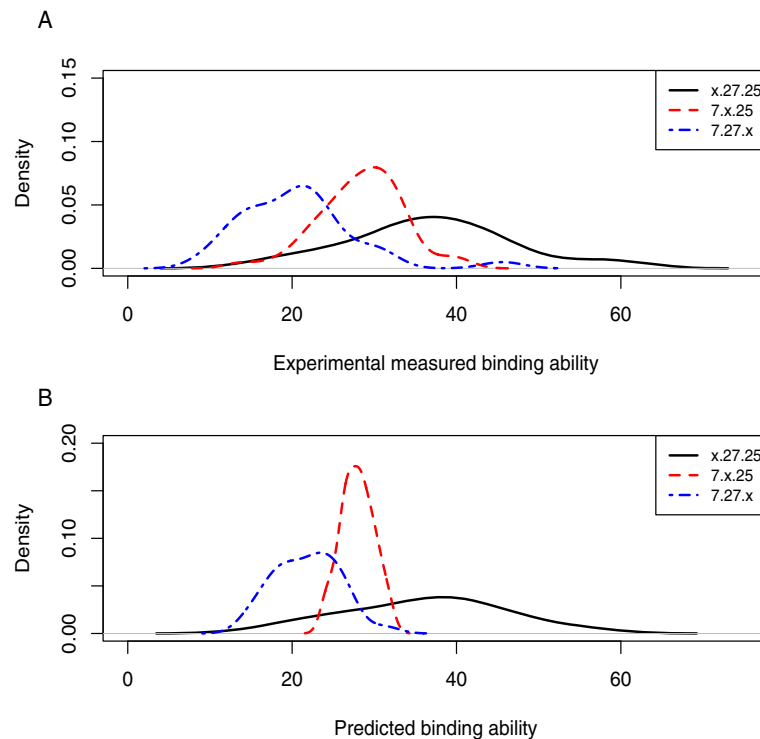 A
Density
0.00
0.05
0.10
0.15
x.27.25
7.x.25
7.27.x
0 20 40 60
Experimental measured binding ability
B
Density
0.00
0.10
0.20
x.27.25
7.x.25
7.27.x
0 20 40 60
Predicted binding ability